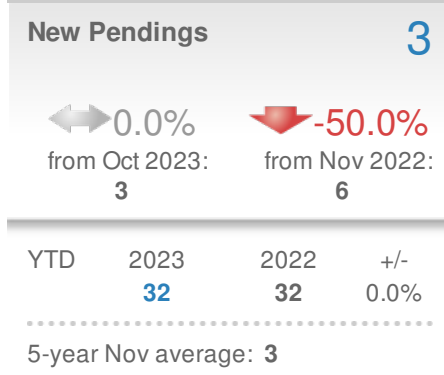 New Pendings 3
0.0% -50.0%
from Oct 2023: from Nov 2022:
3 6
YTD 2023 2022 +/-
32 32 0.0%
5-year Nov average: 3